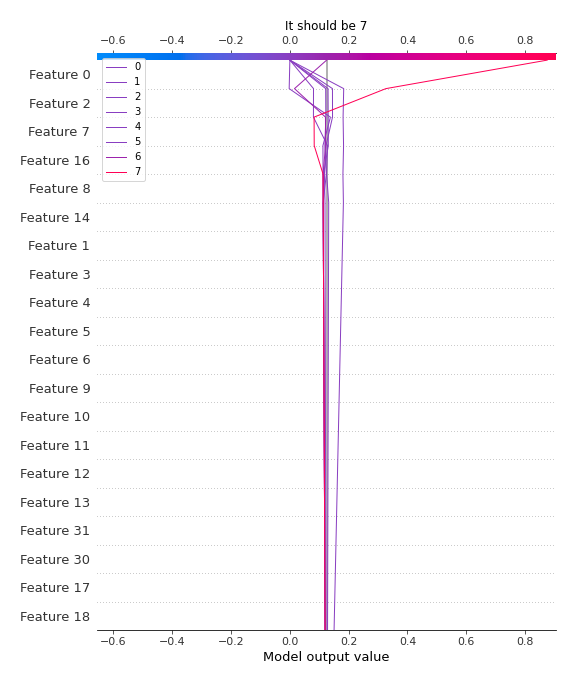 It should be 7
−0.6 −0.4 −0.2 0.0 0.2 0.4 0.6 0.8
0
1
2
3
4
5
6
7
Feature 0
Feature 2
Feature 7
Feature 16
Feature 8
Feature 14
Feature 1
Feature 3
Feature 4
Feature 5
Feature 6
Feature 9
Feature 10
Feature 11
Feature 12
Feature 13
Feature 31
Feature 30
Feature 17
Feature 18
−0.6 −0.4 −0.2 0.0 0.2 0.4 0.6 0.8
Model output value